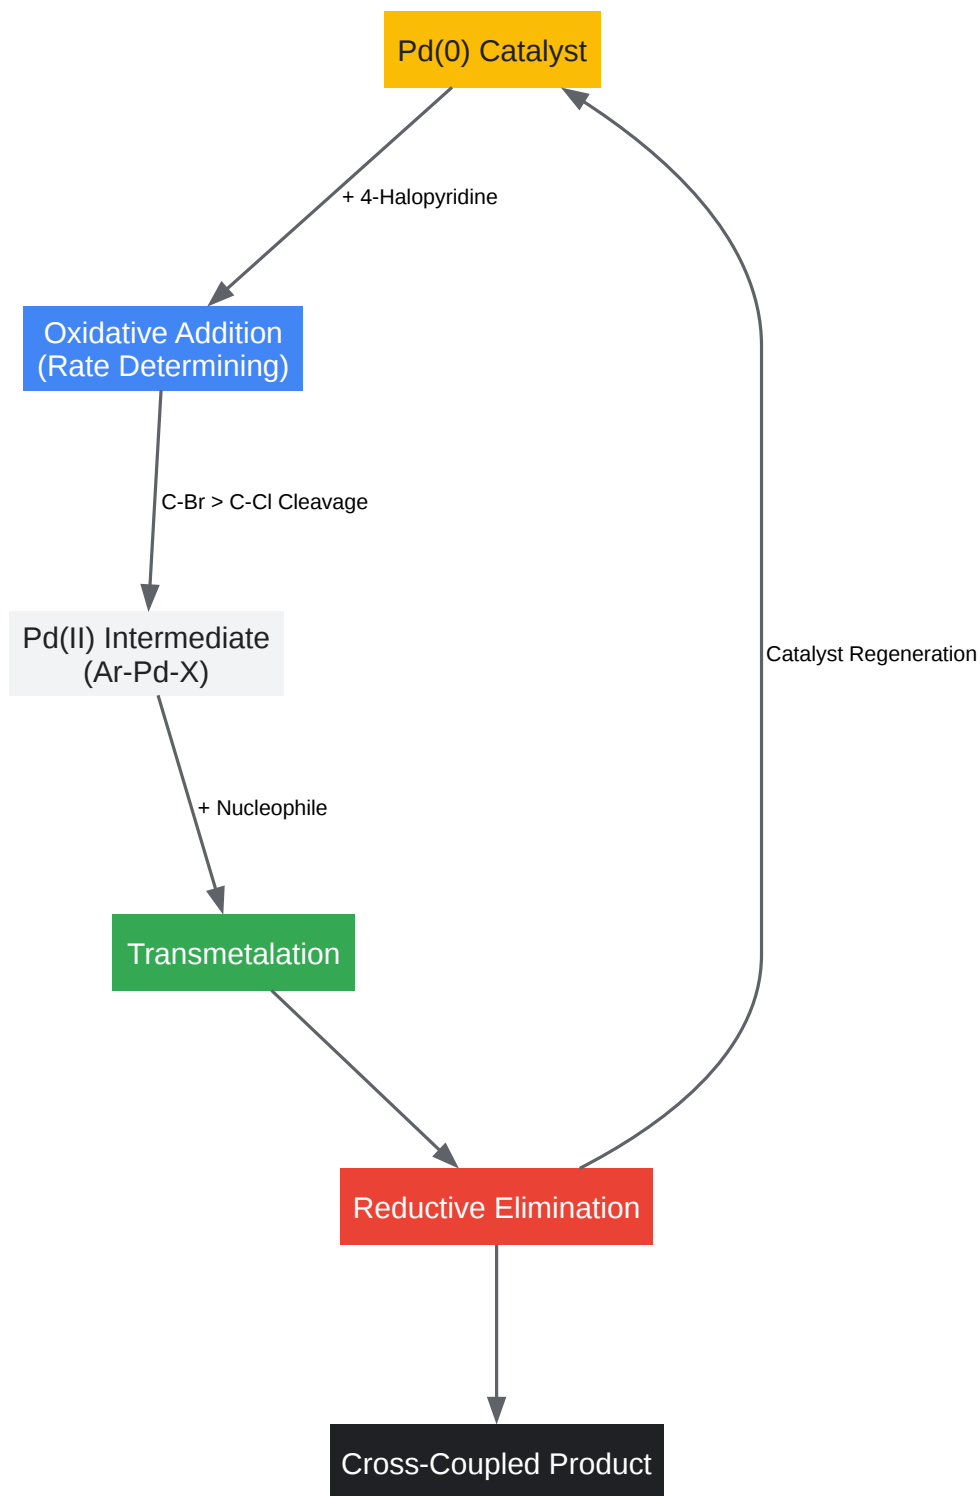 Pd(0) Catalyst
+ 4-Halopyridine
Oxidative Addition
(Rate Determining)
C-Br > C-Cl Cleavage
Pd(II) Intermediate
(Ar-Pd-X)
Catalyst Regeneration
+ Nucleophile
Transmetalation
Reductive Elimination
Cross-Coupled Product